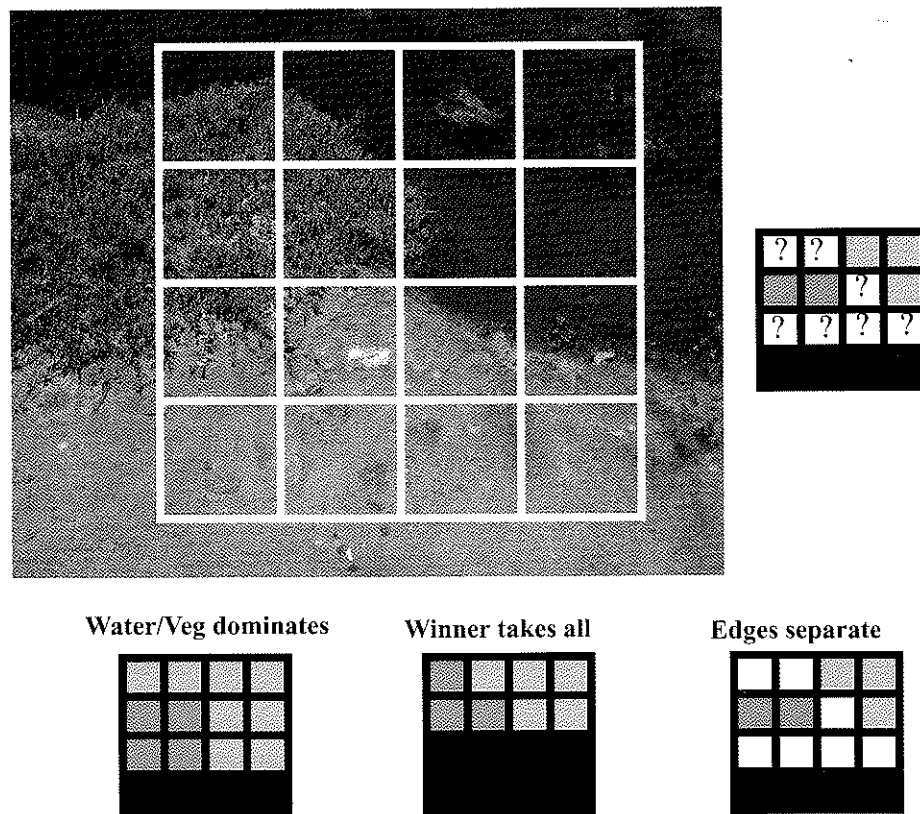 ? ?
?
? ? ? ?
Water/Veg dominates
Winner takes all
Edges separate